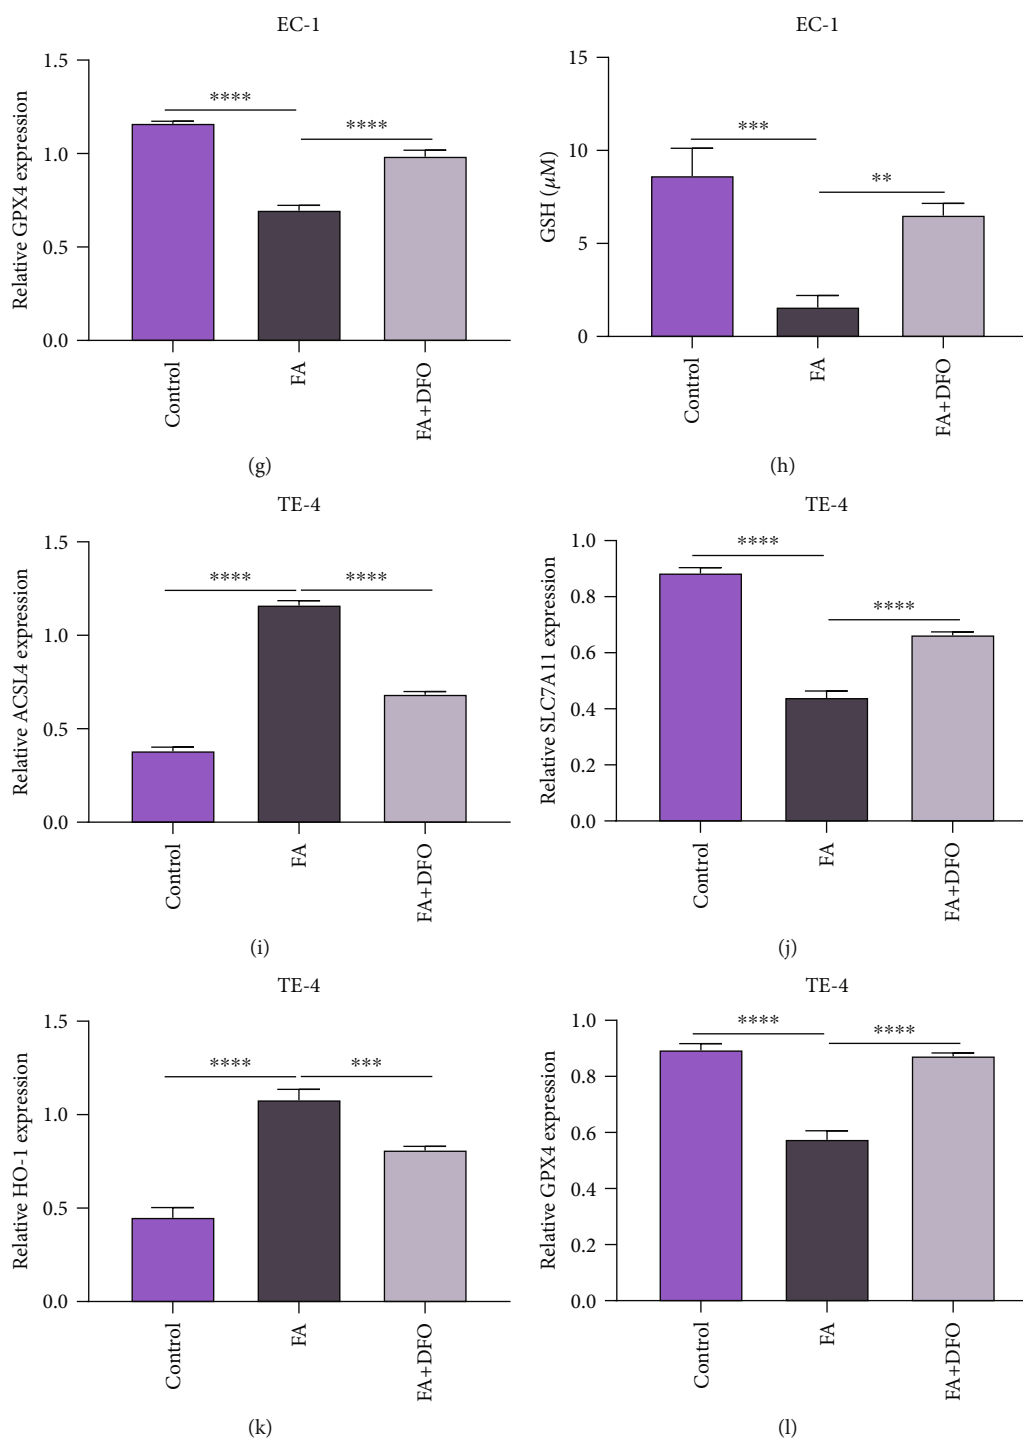 EC-1
Relative GPX4 expression
1.5
1.0
0.5
0.0
****
****
Control
FA
FA+DFO
(g)
EC-1
GSH (μM)
15
10
5
0
***
**
Control
FA
FA+DFO
(h)
TE-4
Relative ACSL4 expression
1.5
1.0
0.5
0.0
****
****
Control
FA
FA+DFO
(i)
TE-4
Relative SLC7A11 expression
1.0
0.8
0.6
0.4
0.2
0.0
****
****
Control
FA
FA+DFO
(j)
TE-4
Relative HO-1 expression
1.5
1.0
0.5
0.0
****
***
Control
FA
FA+DFO
(k)
TE-4
Relative GPX4 expression
1.0
0.8
0.6
0.4
0.2
0.0
****
****
Control
FA
FA+DFO
(l)